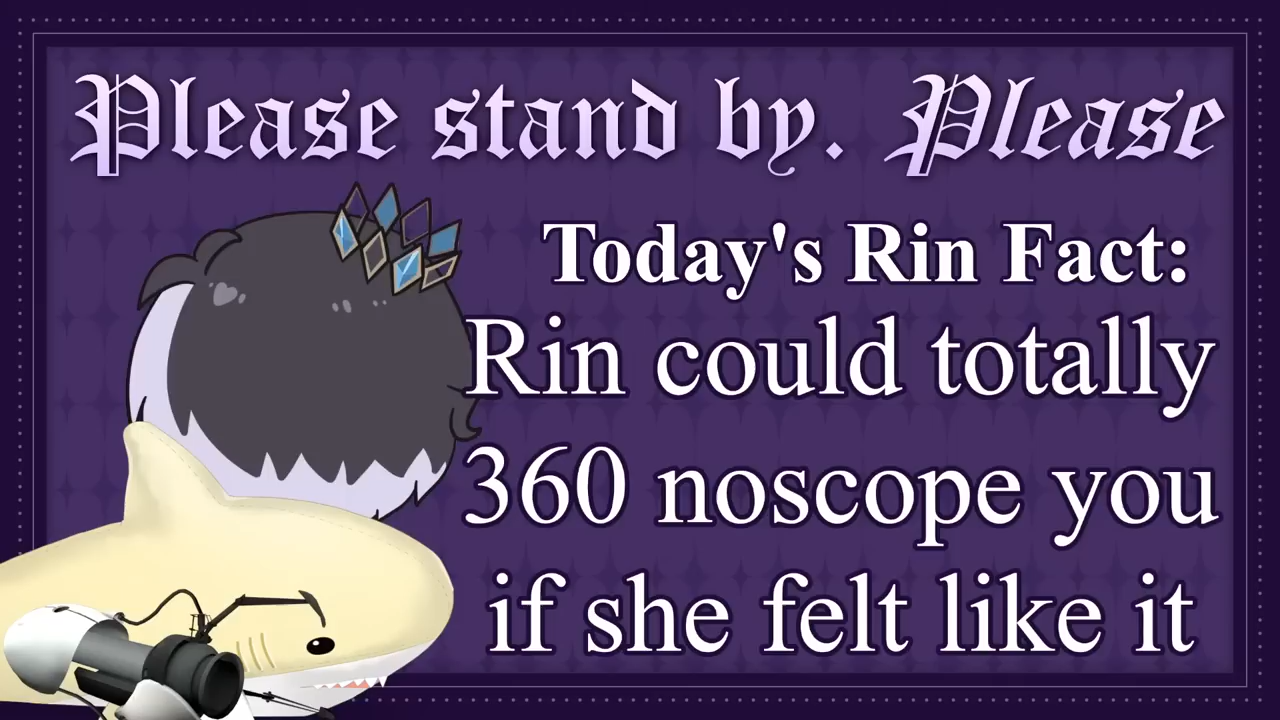 Please stand by. Please
Today's Rin Fact:
Rin could totally
360 noscope you
if she felt like it